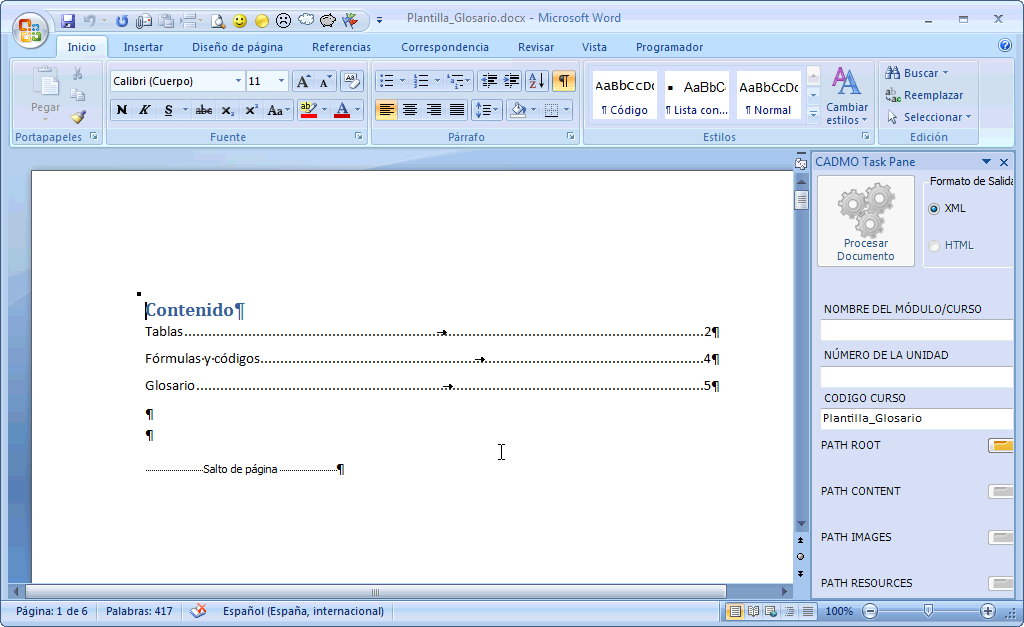 Plantilla_Glosario.docx - Microsoft Word
Inicio Insertar Diseño de página Referencias Correspondencia Revisar Vista Programador
Pegar
Portapapeles
Calibri (Cuerpo) 11
N K S abc x₂ x² Aa ab A
Fuente
Párrafo
AaBbCcDc AaBbC AaBbCcDc
¶ Código ¶ Lista con... ¶ Normal
Cambiar
estilos
Estilos
Buscar
Reemplazar
Seleccionar
Edición
CADMO Task Pane
Procesar
Documento
Formato de Salida
XML
HTML
NOMBRE DEL MÓDULO/CURSO
NÚMERO DE LA UNIDAD
CODIGO CURSO
Plantilla_Glosario
PATH ROOT
PATH CONTENT
PATH IMAGES
PATH RESOURCES
Contenido¶
Tablas → 2¶
Fórmulas·y·códigos → 4¶
Glosario → 5¶
¶
¶
Salto de página ¶
Página: 1 de 6 Palabras: 417 Español (España, internacional) 100%